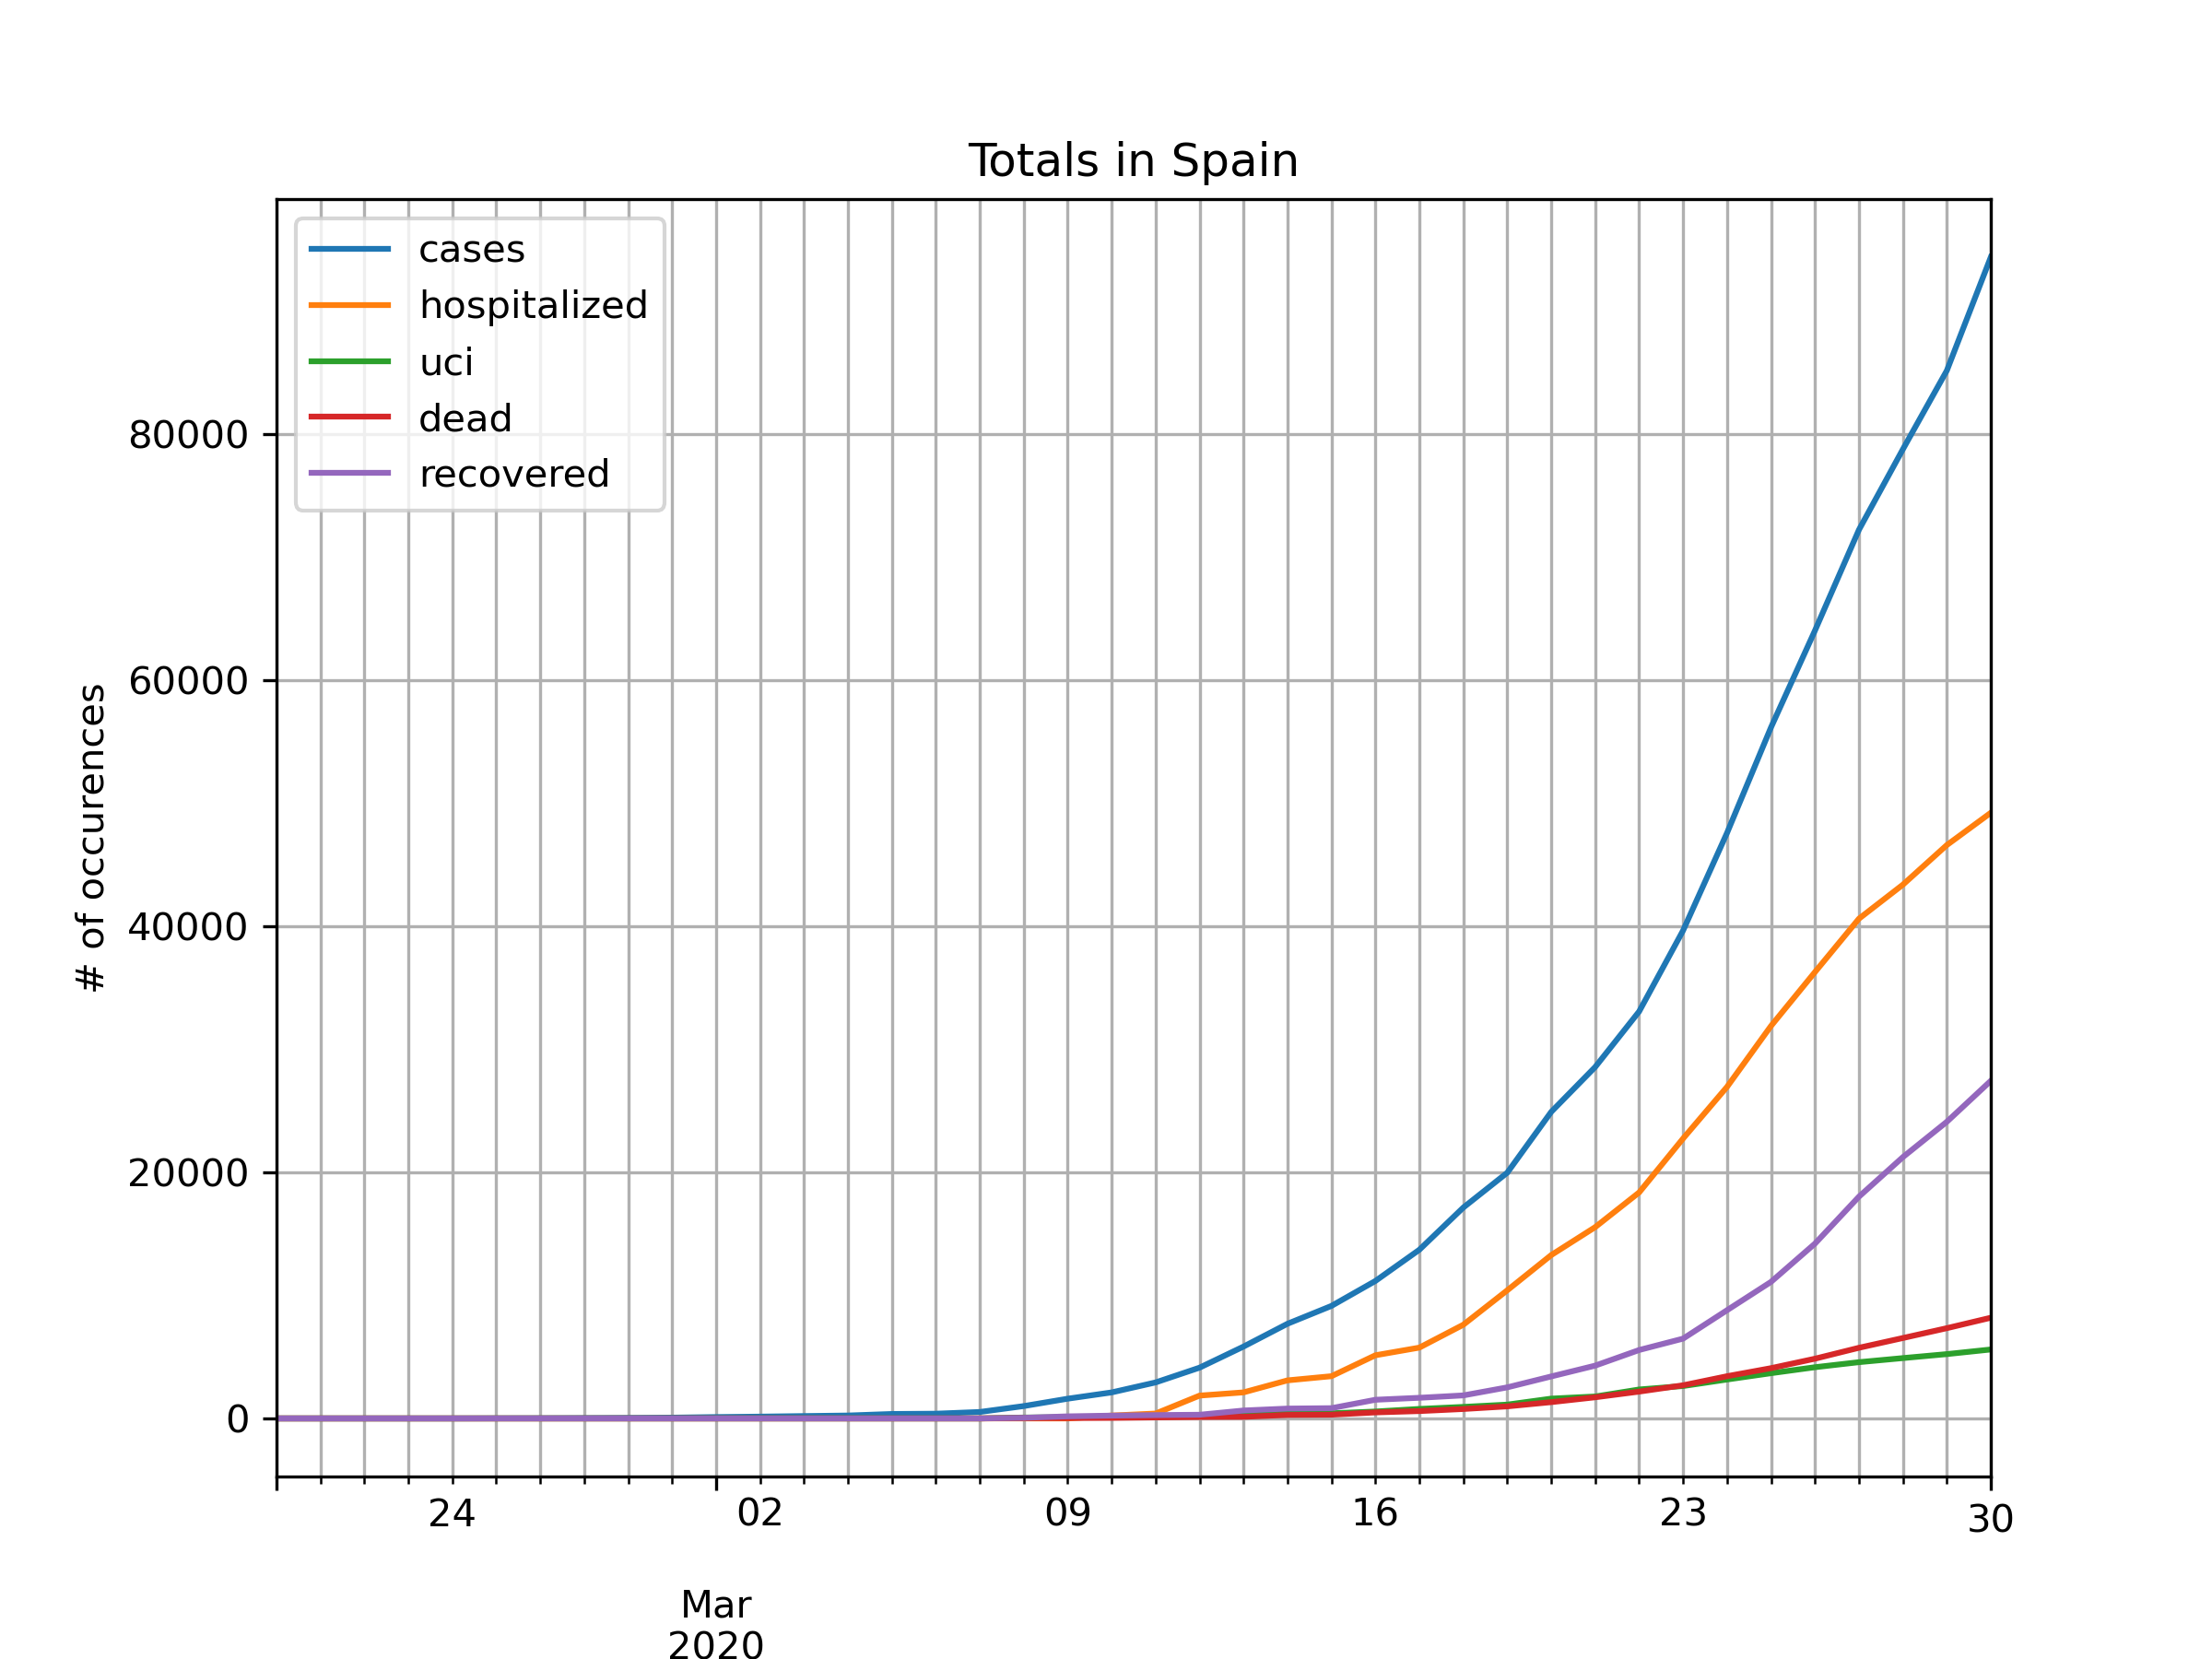 Totals in Spain
cases
hospitalized
uci
dead
recovered
80000
60000
40000
20000
0
# of occurences
24
02
09
16
23
30
Mar
2020